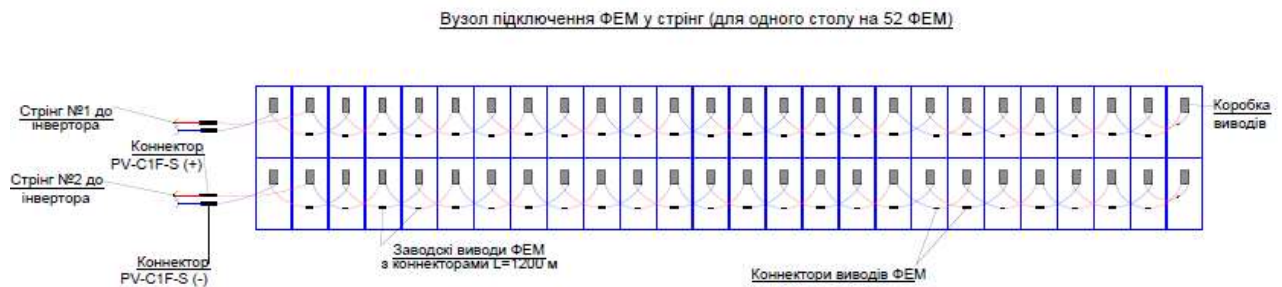 Вузол підключення ФЕМ у стрінг (для одного столу на 52 ФЕМ)
Стрінг №1 до
інвертора
Коннектор
PV-C1F-S (+)
Стрінг №2 до
інвертора
Коннектор
PV-C1F-S (-)
Заводскі виводи ФЕМ
з коннекторами L=1200 м
Коннектори виводів ФЕМ
Коробка
виводів